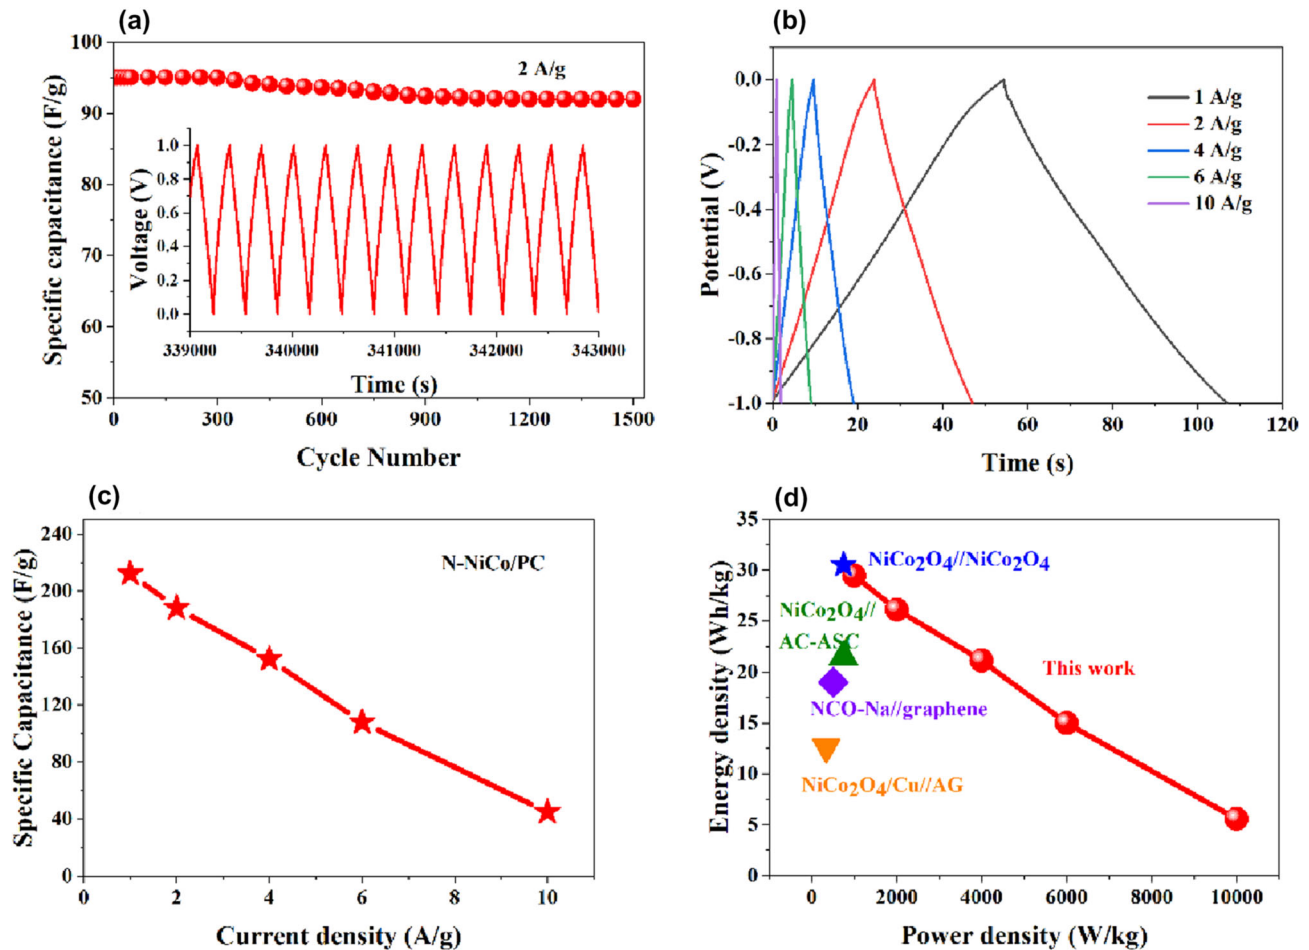 (a)
Specific capacitance (F/g)
100
90
80
70
60
50
2 A/g
Voltage (V)
1.0
0.8
0.6
0.4
0.2
0.0
339000 340000 341000 342000 343000
Time (s)
0 300 600 900 1200 1500
Cycle Number
(b)
Potential (V)
0.0
-0.2
-0.4
-0.6
-0.8
-1.0
1 A/g
2 A/g
4 A/g
6 A/g
10 A/g
0 20 40 60 80 100 120
Time (s)
(c)
Specific Capacitance (F/g)
240
200
160
120
80
40
0
N-NiCo/PC
0 2 4 6 8 10
Current density (A/g)
(d)
Energy density (Wh/kg)
35
30
25
20
15
10
5
0
NiCo2O4//NiCo2O4
NiCo2O4//
AC-ASC
This work
NCO-Na//graphene
NiCo2O4/Cu//AG
0 2000 4000 6000 8000 10000
Power density (W/kg)